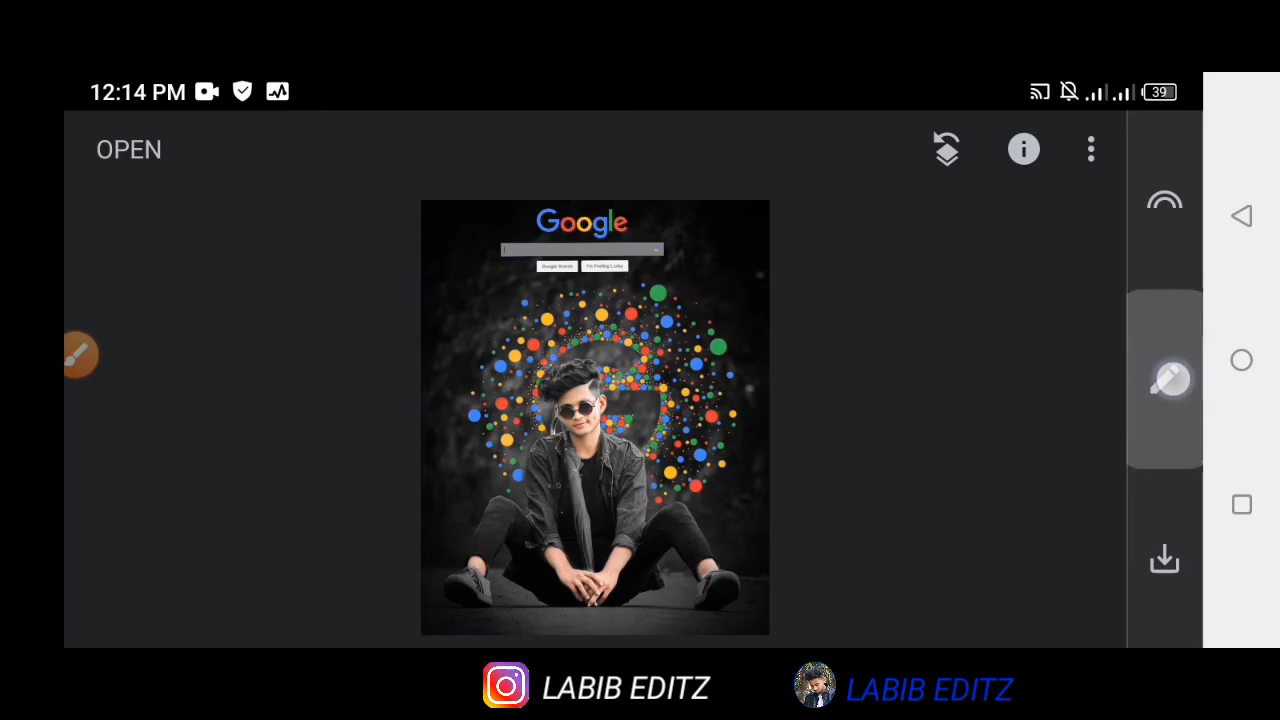 12:14 PM
39
OPEN
Google
Google Search
I'm Feeling Lucky
LABIB EDITZ
LABIB EDITZ